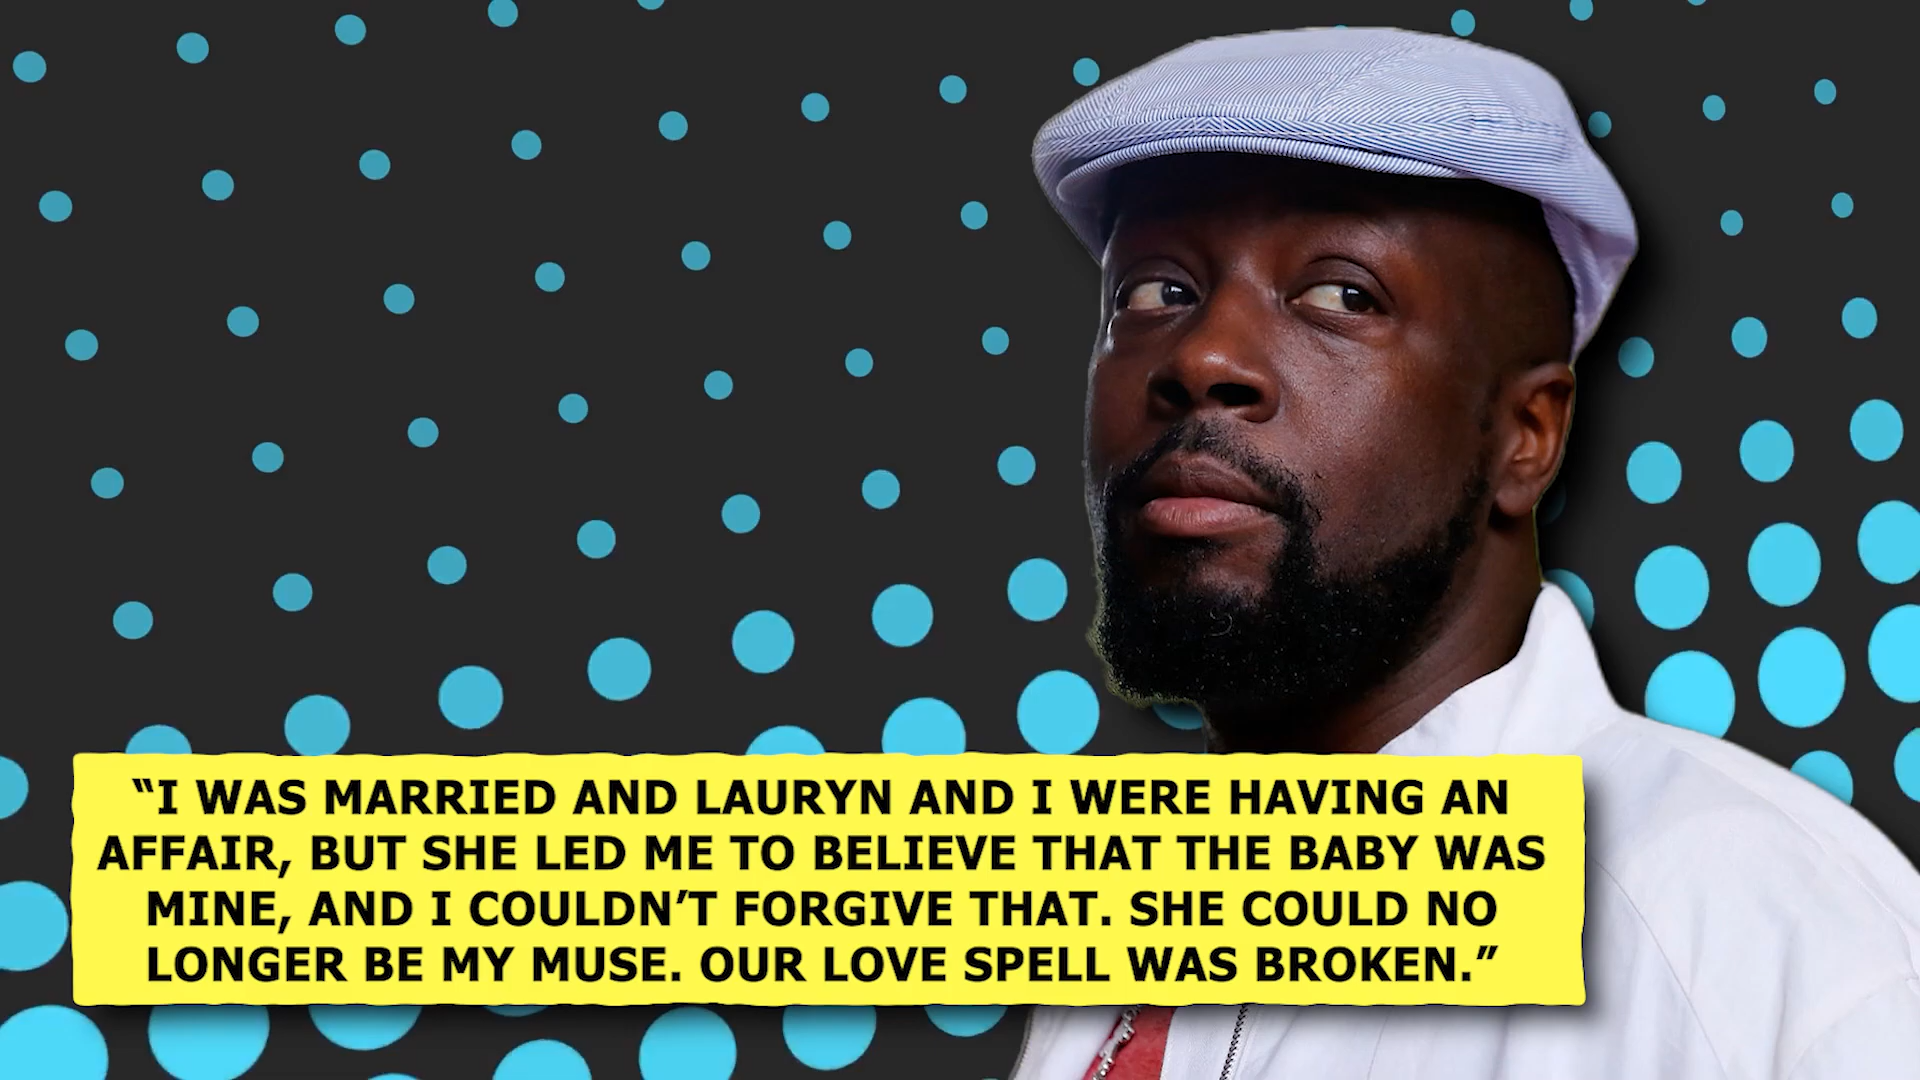 “I WAS MARRIED AND LAURYN AND I WERE HAVING AN
AFFAIR, BUT SHE LED ME TO BELIEVE THAT THE BABY WAS
MINE, AND I COULDN’T FORGIVE THAT. SHE COULD NO
LONGER BE MY MUSE. OUR LOVE SPELL WAS BROKEN.”